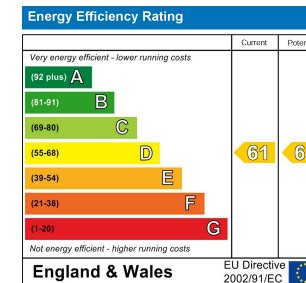 Energy Efficiency Rating
Current Poten
Very energy efficient - lower running costs
(92 plus) A
(81-91) B
(69-80) C
(55-68) D 61 6
(39-54) E
(21-38) F
(1-20) G
Not energy efficient - higher running costs
England & Wales
EU Directive
2002/91/EC